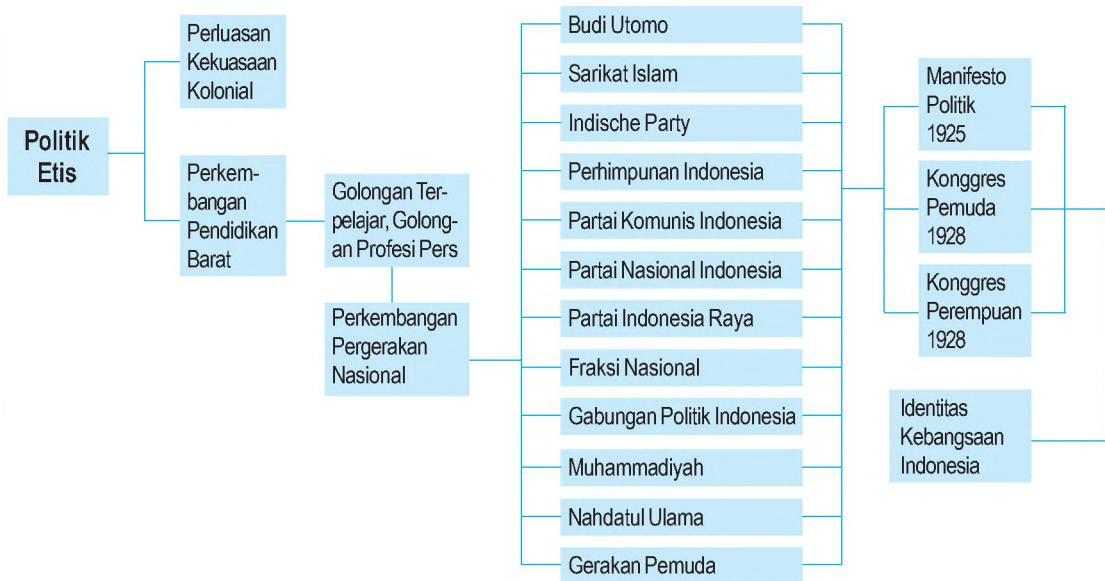 Politik
Etis
Perluasan
Kekuasaan
Kolonial
Perkem-
bangan
Pendidikan
Barat
Golongan Ter-
pelajar, Golong-
an Profesi Pers
Perkembangan
Pergerakan
Nasional
Budi Utomo
Sarikat Islam
Indische Party
Perhimpunan Indonesia
Partai Komunis Indonesia
Partai Nasional Indonesia
Partai Indonesia Raya
Fraksi Nasional
Gabungan Politik Indonesia
Muhammadiyah
Nahdatul Ulama
Gerakan Pemuda
Manifesto
Politik
1925
Konggres
Pemuda
1928
Konggres
Perempuan
1928
Identitas
Kebangsaan
Indonesia